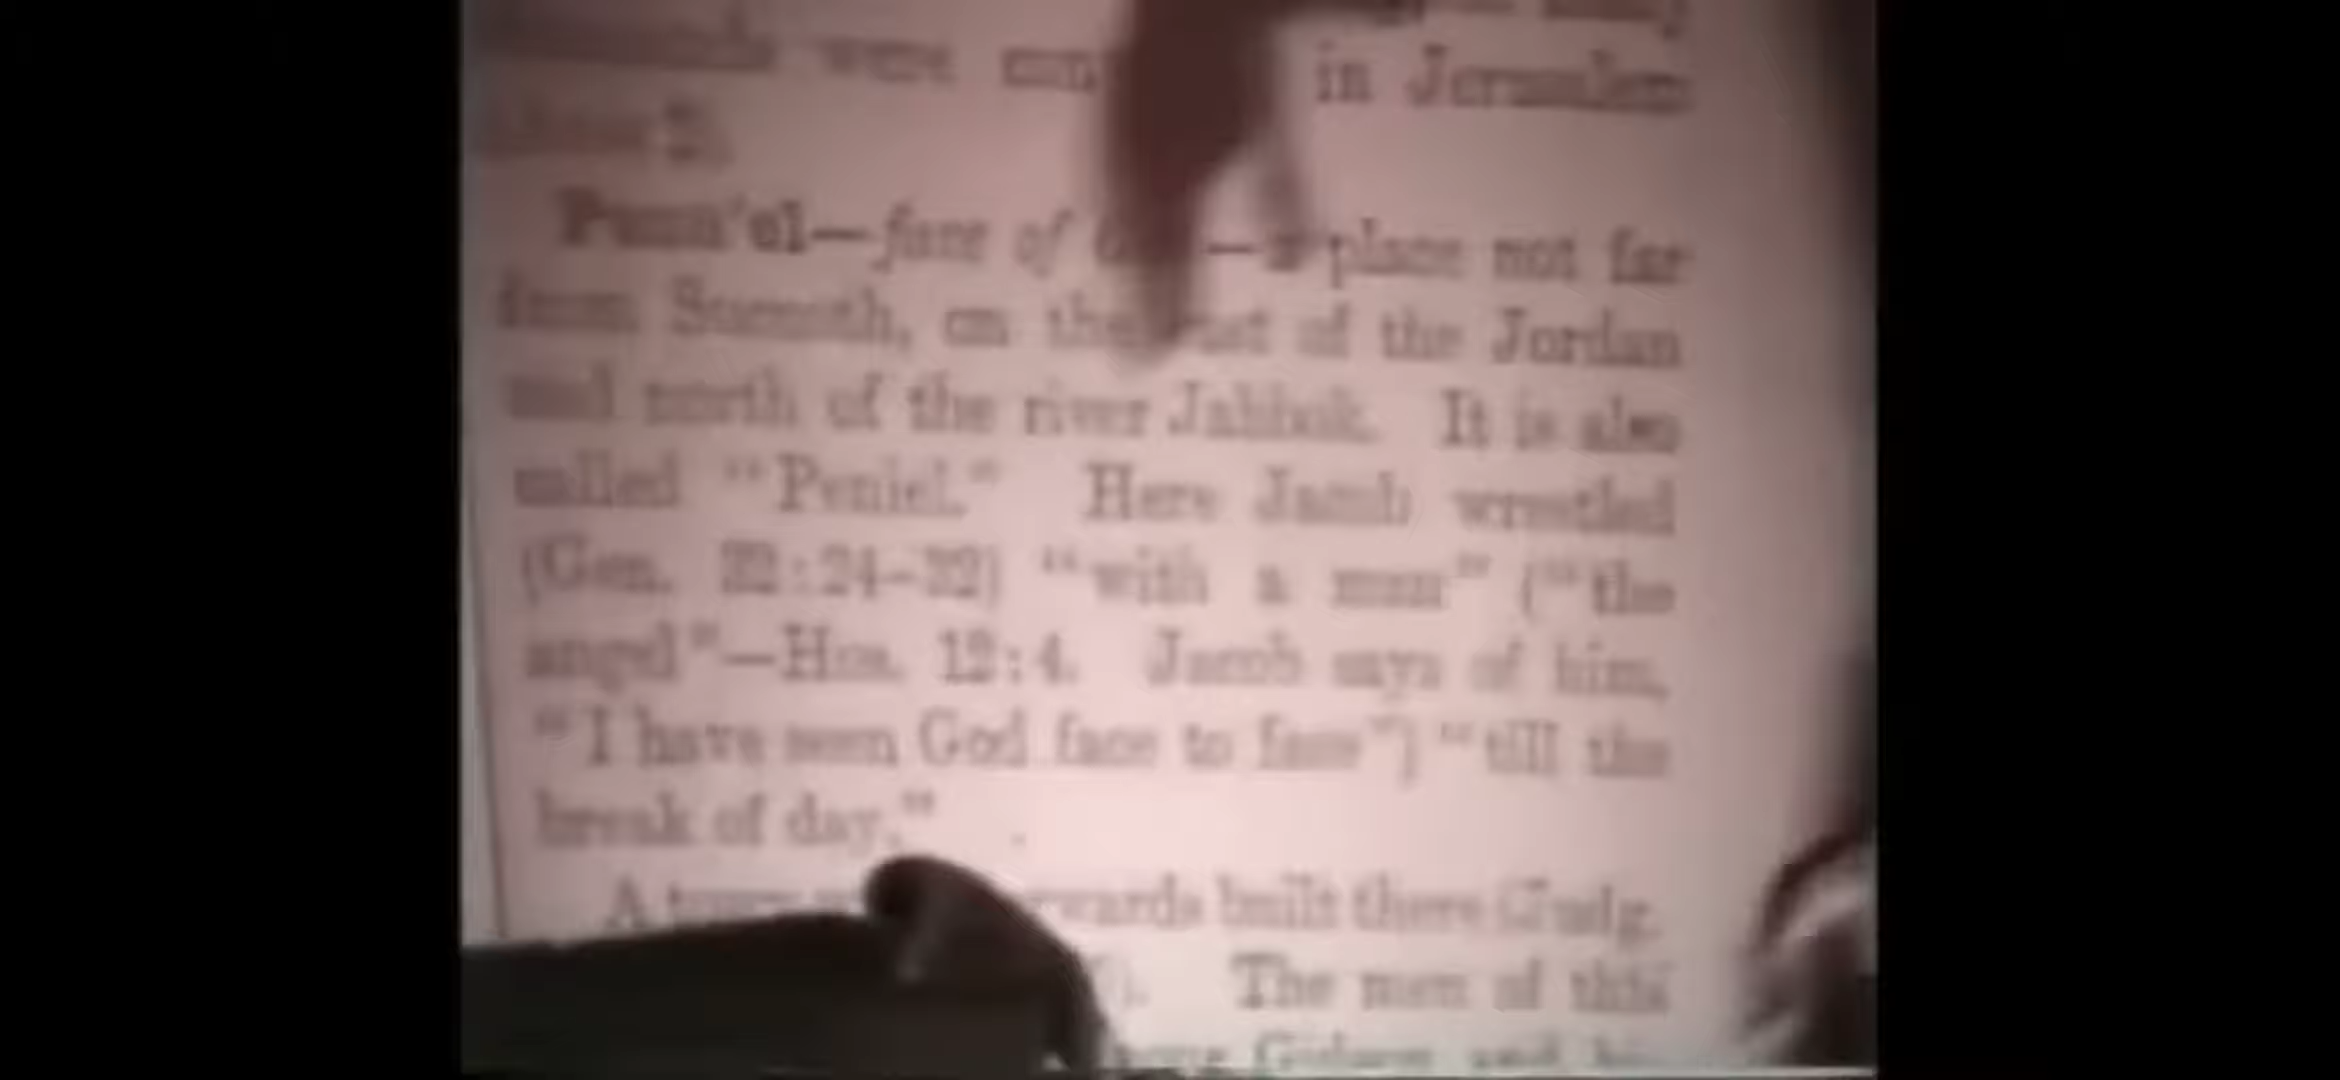 were in Jerusalem
Penu'el—face of —a place not far
from Succoth, on the east of the Jordan
and north of the river Jabbok. It is also
called "Peniel." Here Jacob wrestled
(Gen. 32:24-32) "with a man" ("the
angel"—Hos. 12:4. Jacob says of him,
"I have seen God face to face") "till the
break of day."
A built there (Judg.
The men of this
and